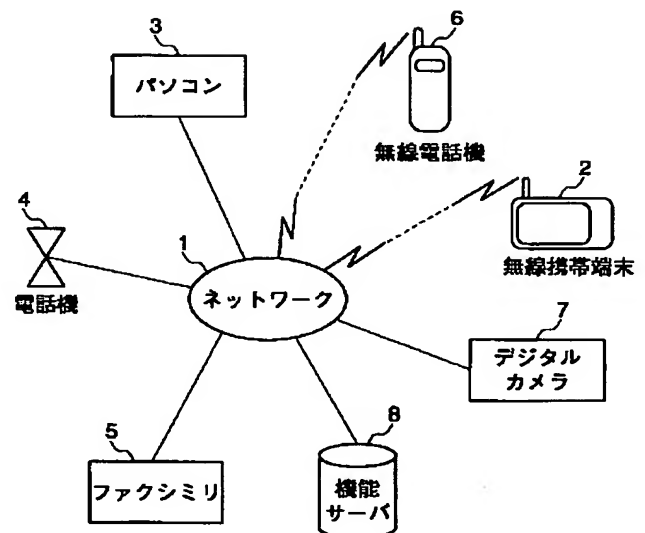 3
パソコン
6
無線電話機
2
無線携帯端末
4
電話機
1
ネットワーク
7
デジタル
カメラ
5
ファクシミリ
8
機能
サーバ